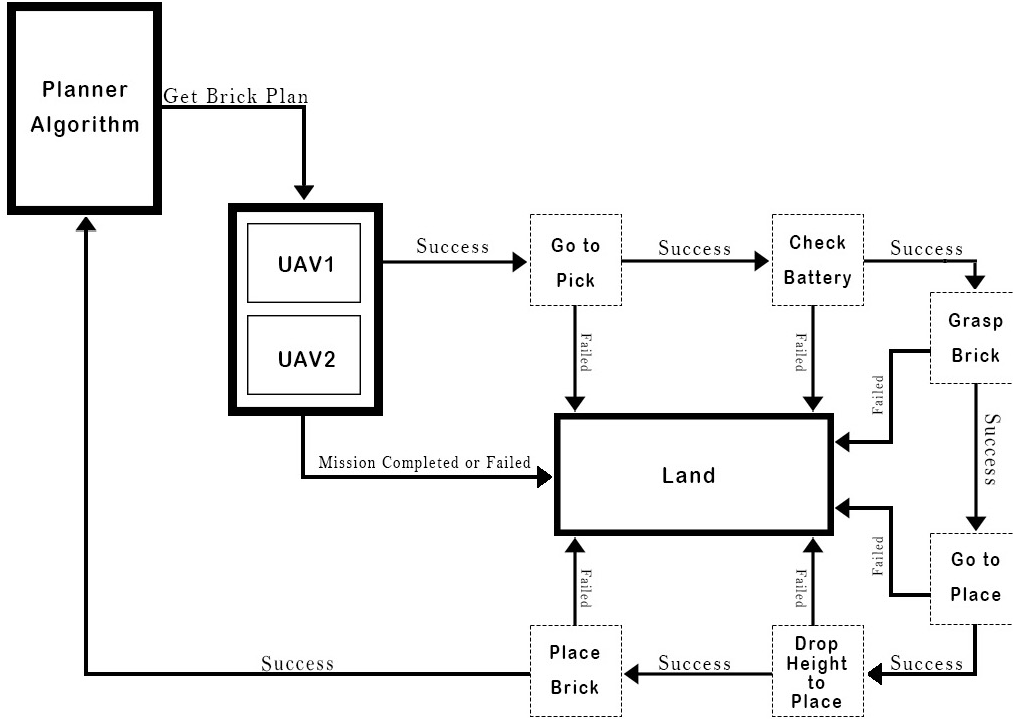 Planner
Algorithm
Get Brick Plan
UAV1
UAV2
Success
Go to
Pick
Success
Check
Battery
Success
Grasp
Brick
Failed
Failed
Failed
Success
Mission Completed or Failed
Land
Failed
Go to
Place
Failed
Failed
Success
Drop
Height
to
Place
Success
Place
Brick
Success